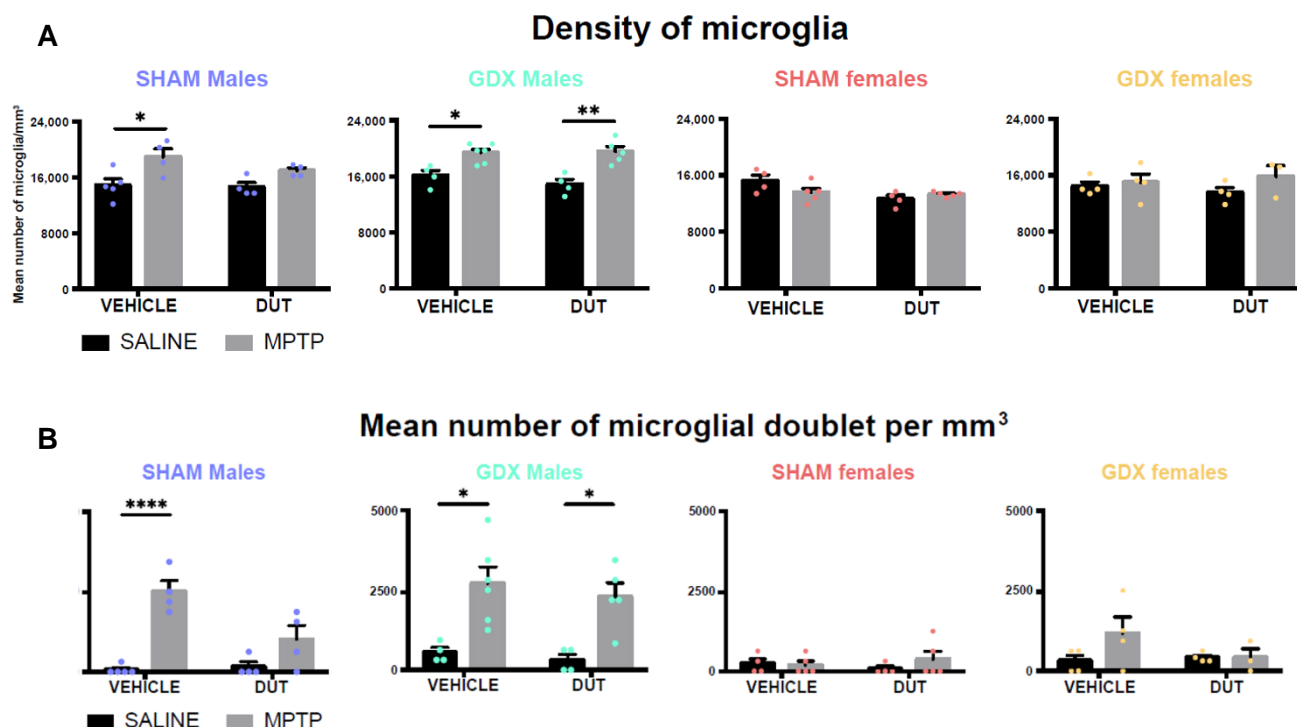 A
Density of microglia
SHAM Males
GDX Males
SHAM females
GDX females
Mean number of microglia/mm³
24,000
16,000
8000
0
*
VEHICLE
DUT
24,000
16,000
8000
0
*
**
VEHICLE
DUT
24,000
16,000
8000
0
VEHICLE
DUT
24,000
16,000
8000
0
VEHICLE
DUT
SALINE
MPTP
B
Mean number of microglial doublet per mm³
SHAM Males
GDX Males
SHAM females
GDX females
****
VEHICLE
DUT
5000
2500
0
*
*
VEHICLE
DUT
5000
2500
0
VEHICLE
DUT
5000
2500
0
VEHICLE
DUT
SALINE
MPTP